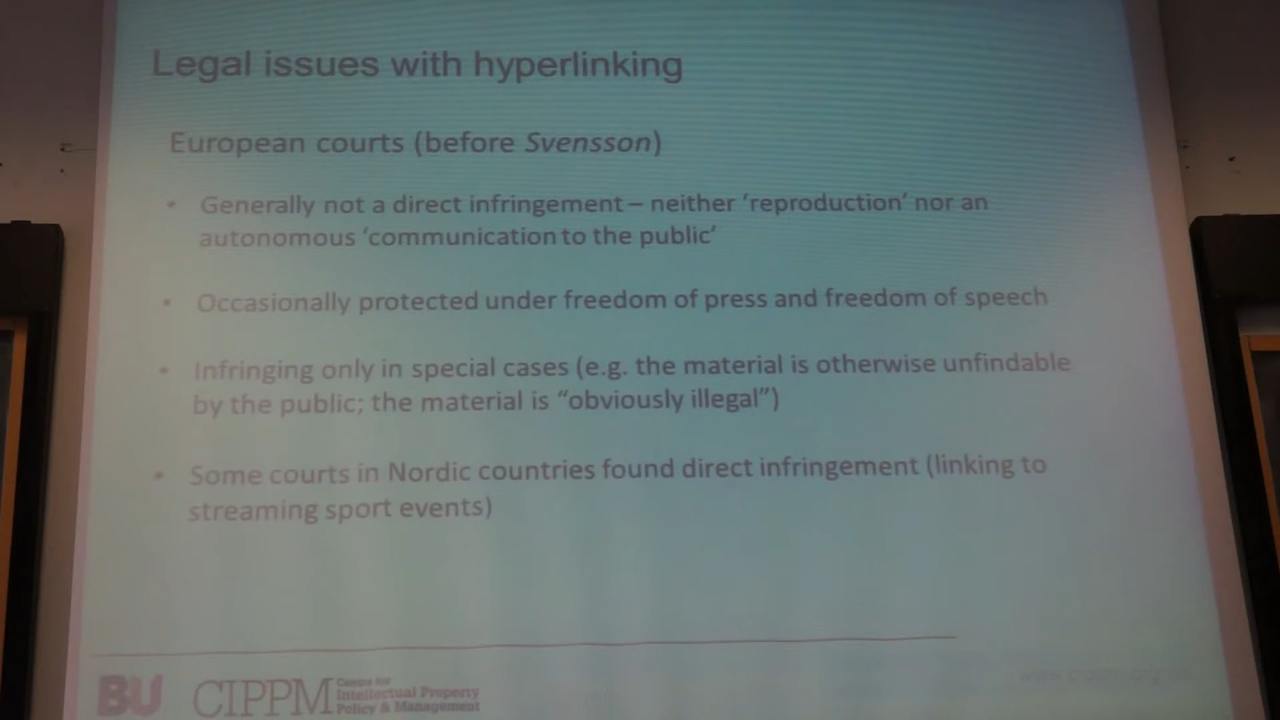 Legal issues with hyperlinking
European courts (before Svensson)
• Generally not a direct infringement – neither ‘reproduction’ nor an
autonomous ‘communication to the public’
• Occasionally protected under freedom of press and freedom of speech
• Infringing only in special cases (e.g. the material is otherwise unfindable
by the public; the material is “obviously illegal”)
• Some courts in Nordic countries found direct infringement (linking to
streaming sport events)
BU
CIPPM
Centre for
Intellectual Property
Policy & Management